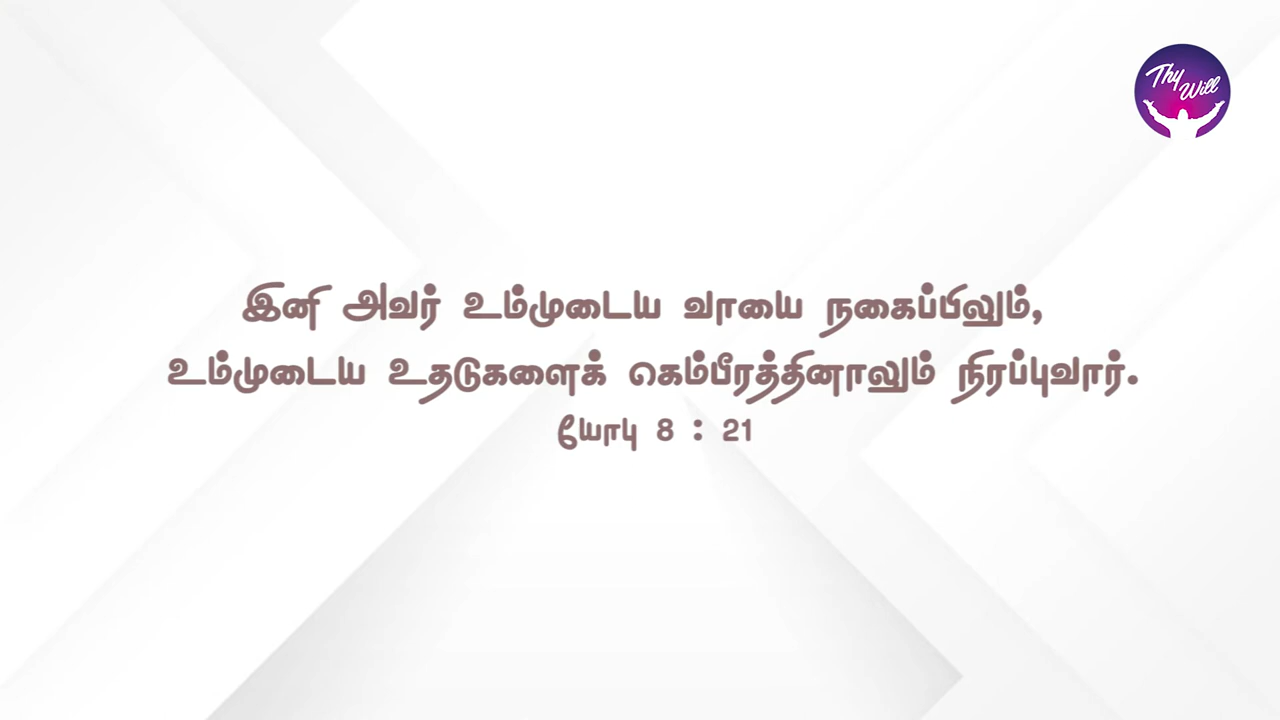 Thy Will
இனி அவர் உம்முடைய வாயை நகைப்பிலும்,
உம்முடைய உதடுகளைக் கெம்பீரத்தினாலும் நிரப்புவார்.
யோபு 8 : 21